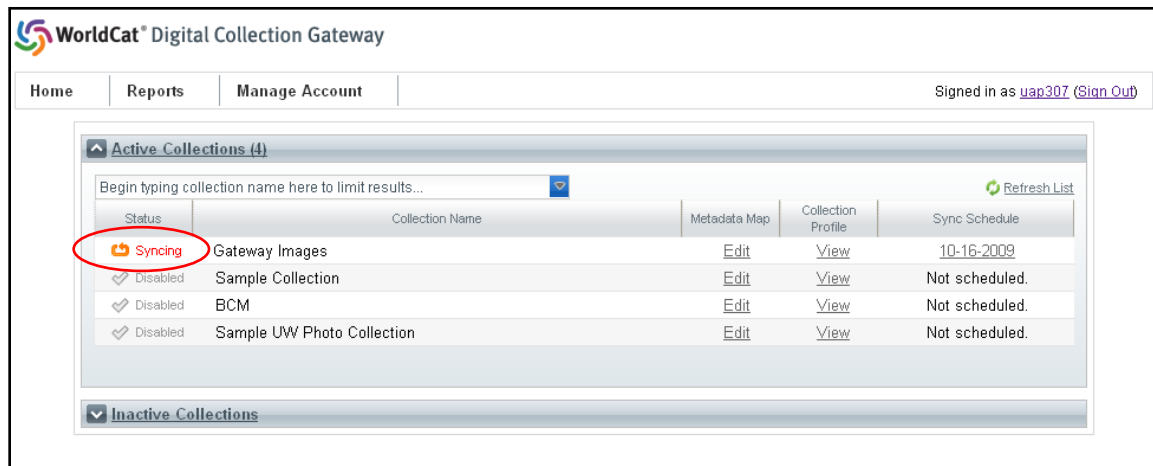 WorldCat® Digital Collection Gateway
Home Reports Manage Account Signed in as uap307 (Sign Out)
Active Collections (4)
Begin typing collection name here to limit results... Refresh List
Status Collection Name Metadata Map Collection Profile Sync Schedule
Syncing Gateway Images Edit View 10-16-2009
Disabled Sample Collection Edit View Not scheduled.
Disabled BCM Edit View Not scheduled.
Disabled Sample UW Photo Collection Edit View Not scheduled.
Inactive Collections